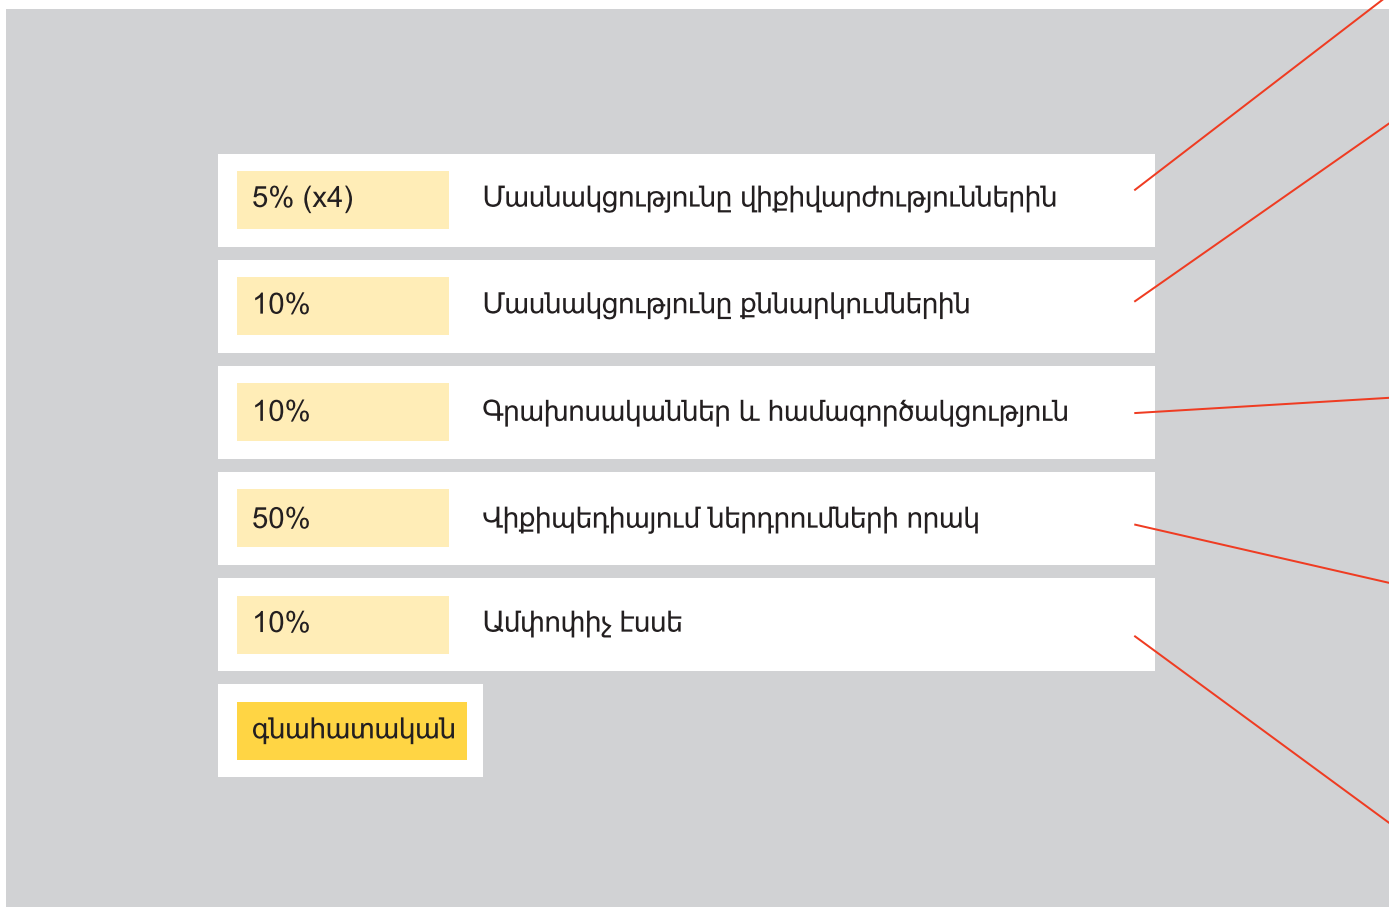 5% (x4) Մասնակցությունը վիքիվարժություններին
10% Մասնակցությունը քննարկումներին
10% Գրախոսականներ և համագործակցություն
50% Վիքիպեդիայում ներդրումների որակ
10% Ամփոփիչ էսսե
գնահատական